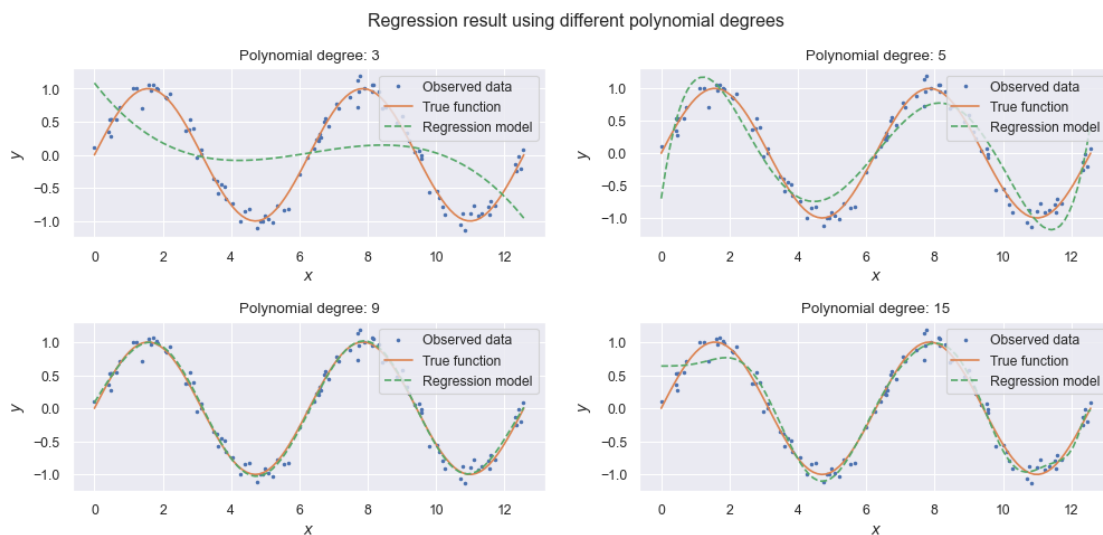 Regression result using different polynomial degrees
Polynomial degree: 3
1.0
0.5
0.0
−0.5
−1.0
y
0 2 4 6 8 10 12
x
Observed data
True function
Regression model
Polynomial degree: 5
1.0
0.5
0.0
−0.5
−1.0
y
0 2 4 6 8 10 12
x
Observed data
True function
Regression model
Polynomial degree: 9
1.0
0.5
0.0
−0.5
−1.0
y
0 2 4 6 8 10 12
x
Observed data
True function
Regression model
Polynomial degree: 15
1.0
0.5
0.0
−0.5
−1.0
y
0 2 4 6 8 10 12
x
Observed data
True function
Regression model